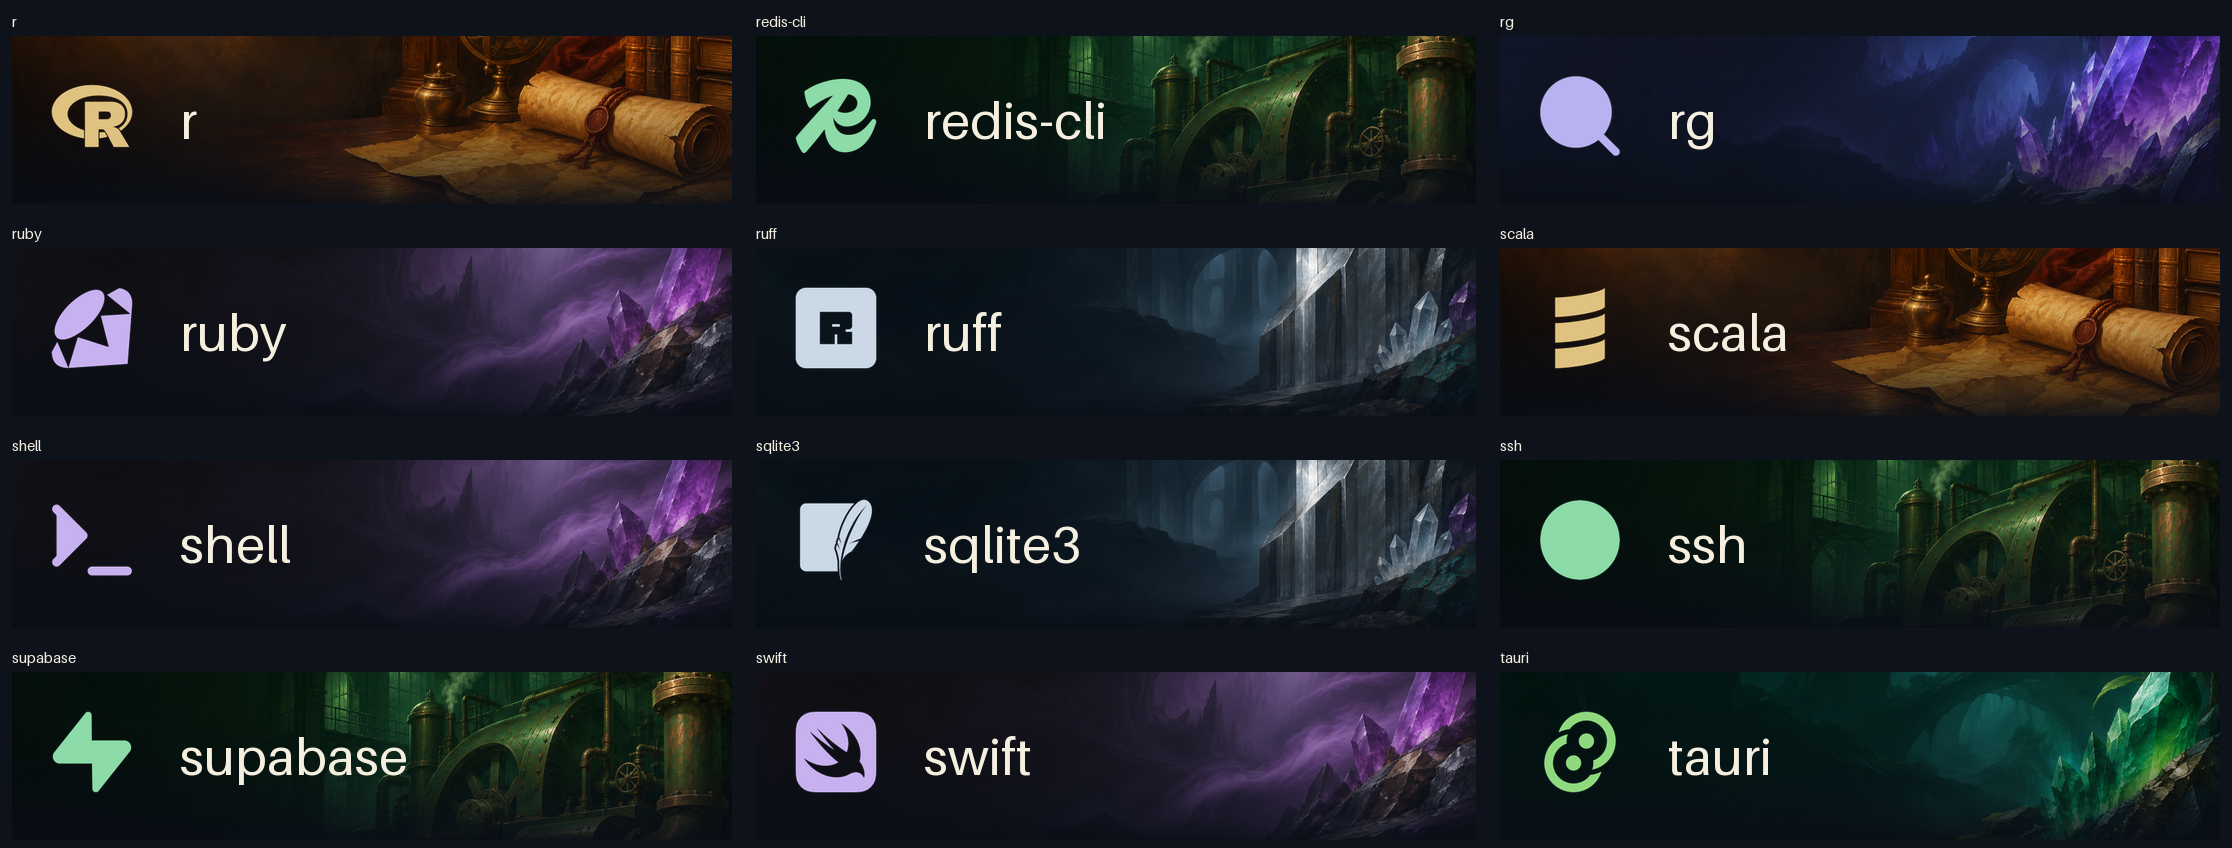 r
redis-cli
rg
R r
redis-cli
rg
ruby
ruff
scala
ruby
R ruff
scala
shell
sqlite3
ssh
shell
sqlite3
ssh
supabase
swift
tauri
supabase
swift
tauri